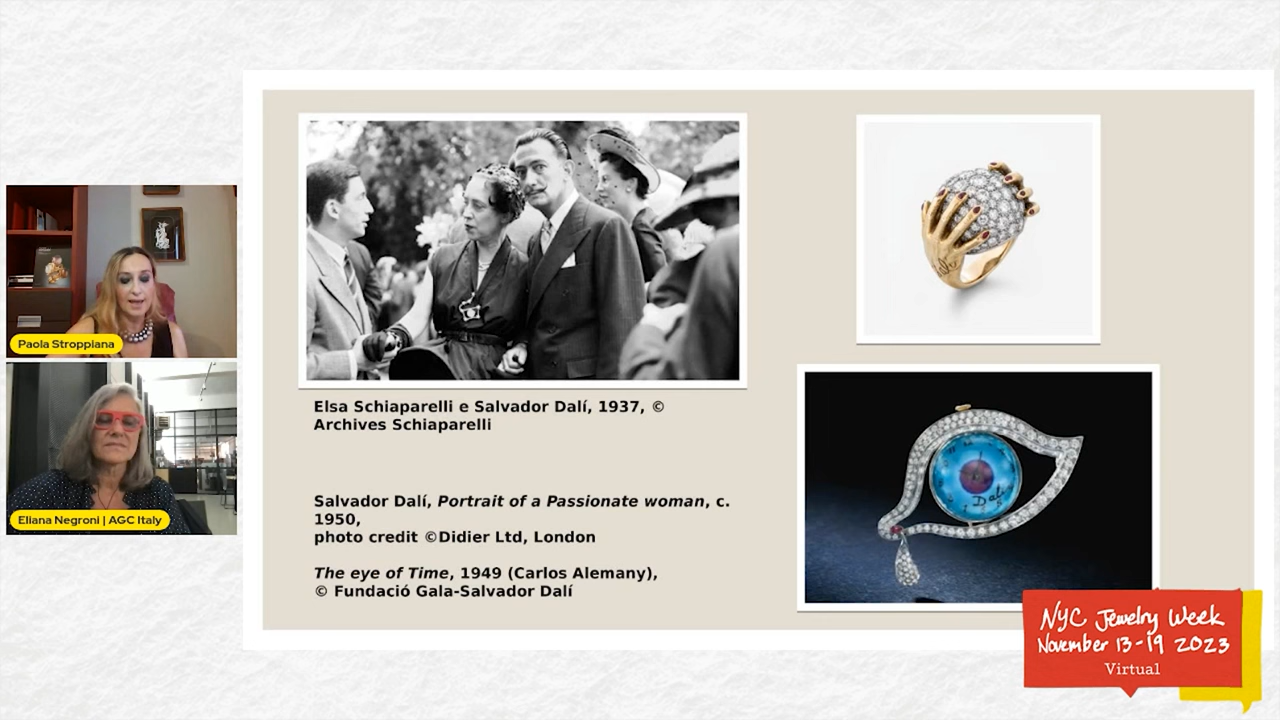 Paola Stroppiana
Eliana Negroni | AGC Italy
Elsa Schiaparelli e Salvador Dalí, 1937, ©
Archives Schiaparelli
Salvador Dalí, Portrait of a Passionate woman, c.
1950,
photo credit ©Didier Ltd, London
The eye of Time, 1949 (Carlos Alemany),
© Fundació Gala-Salvador Dalí
Dalí
NYC Jewelry Week
November 13-19 2023
Virtual